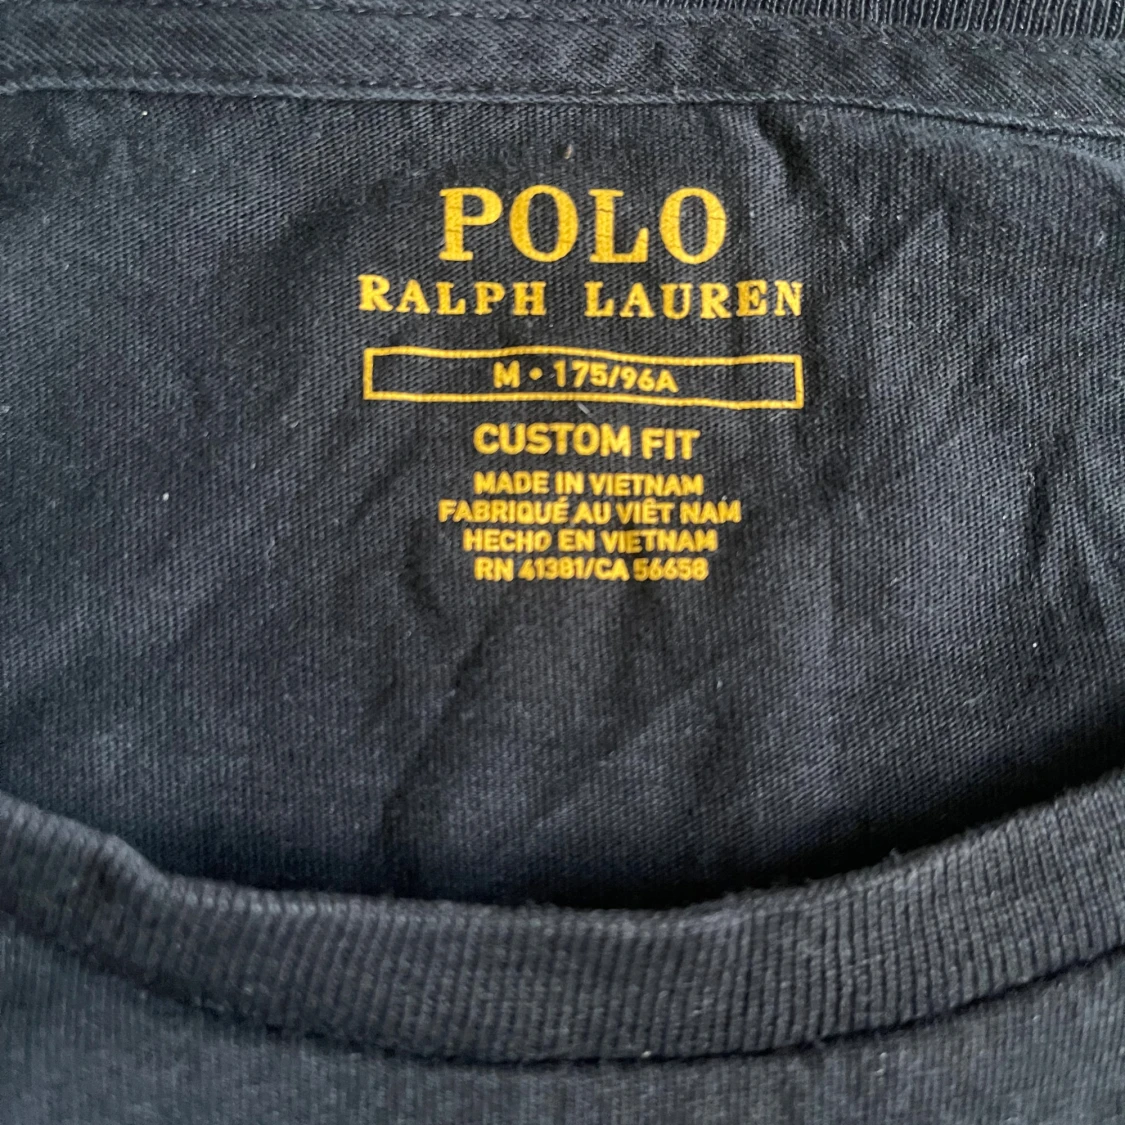 POLO
RALPH LAUREN
M • 175/96A
CUSTOM FIT
MADE IN VIETNAM
FABRIQUÉ AU VIÊT NAM
HECHO EN VIETNAM
RN 41381/CA 56658